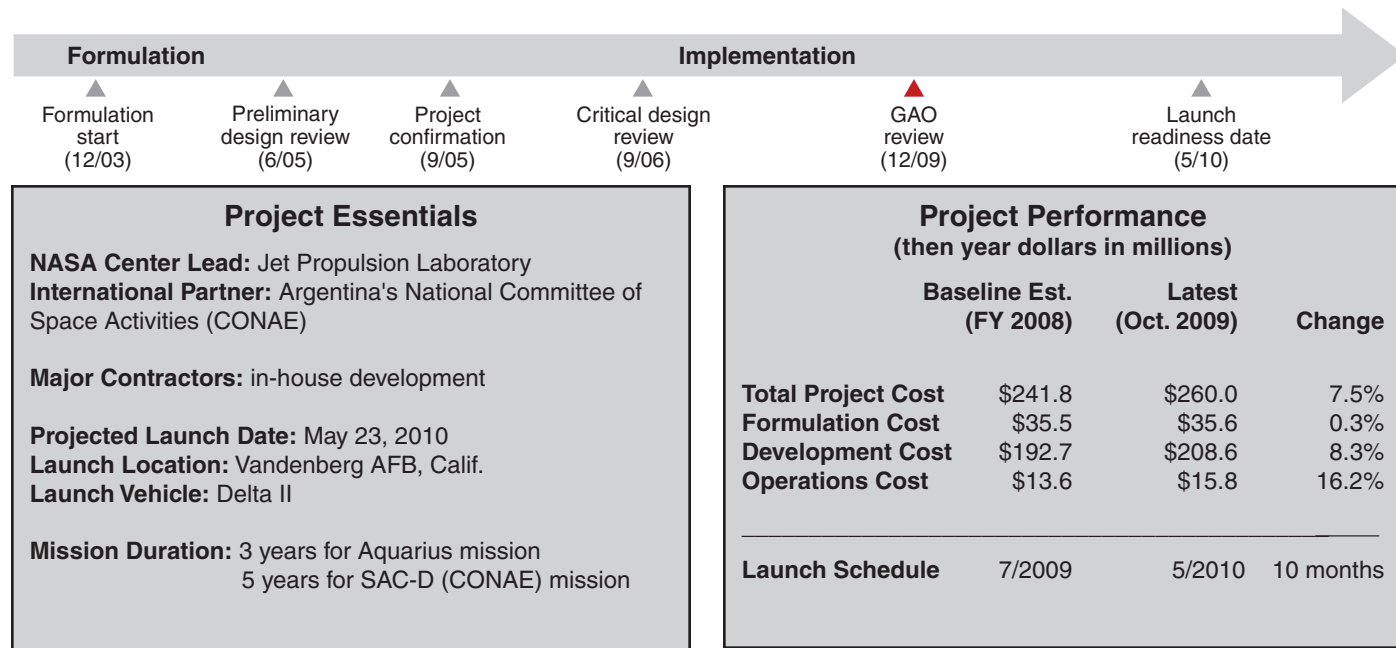 Formulation Implementation
Formulation
start
(12/03)
Preliminary
design review
(6/05)
Project
confirmation
(9/05)
Critical design
review
(9/06)
GAO
review
(12/09)
Launch
readiness date
(5/10)
Project Essentials
NASA Center Lead: Jet Propulsion Laboratory
International Partner: Argentina's National Committee of
Space Activities (CONAE)
Major Contractors: in-house development
Projected Launch Date: May 23, 2010
Launch Location: Vandenberg AFB, Calif.
Launch Vehicle: Delta II
Mission Duration: 3 years for Aquarius mission
5 years for SAC-D (CONAE) mission
Project Performance
(then year dollars in millions)
Baseline Est. Latest
(FY 2008) (Oct. 2009) Change
Total Project Cost $241.8 $260.0 7.5%
Formulation Cost $35.5 $35.6 0.3%
Development Cost $192.7 $208.6 8.3%
Operations Cost $13.6 $15.8 16.2%
Launch Schedule 7/2009 5/2010 10 months